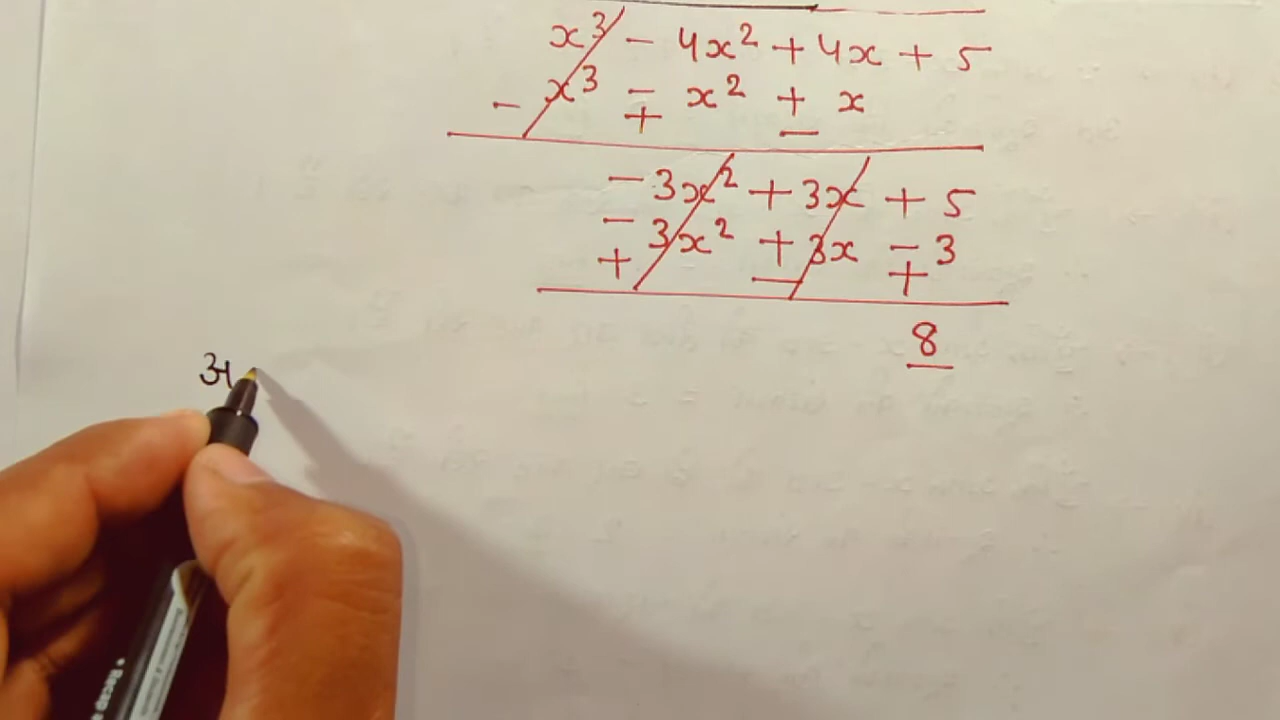 x³ - 4x² + 4x + 5
- x³ - x² + x
+ -
- 3x² + 3x + 5
- 3x² + 3x - 3
+ - +
8
अ